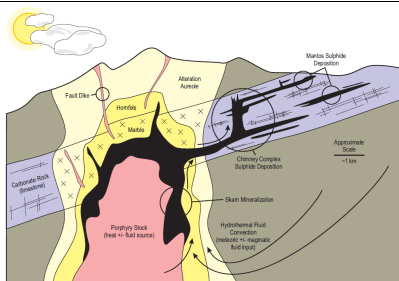 Mantos Sulphide
Deposition
Alteration
Aureole
Fault Dike
Hornfels
Marble
Chimney Complex
Sulphide Deposition
Approximate
Scale
~1 km
Carbonate Rock
(limestone)
Skarn Mineralization
Porphyry Stock
(heat +/- fluid source)
Hydrothermal Fluid
Convection
(meteoric +/- magmatic
fluid input)